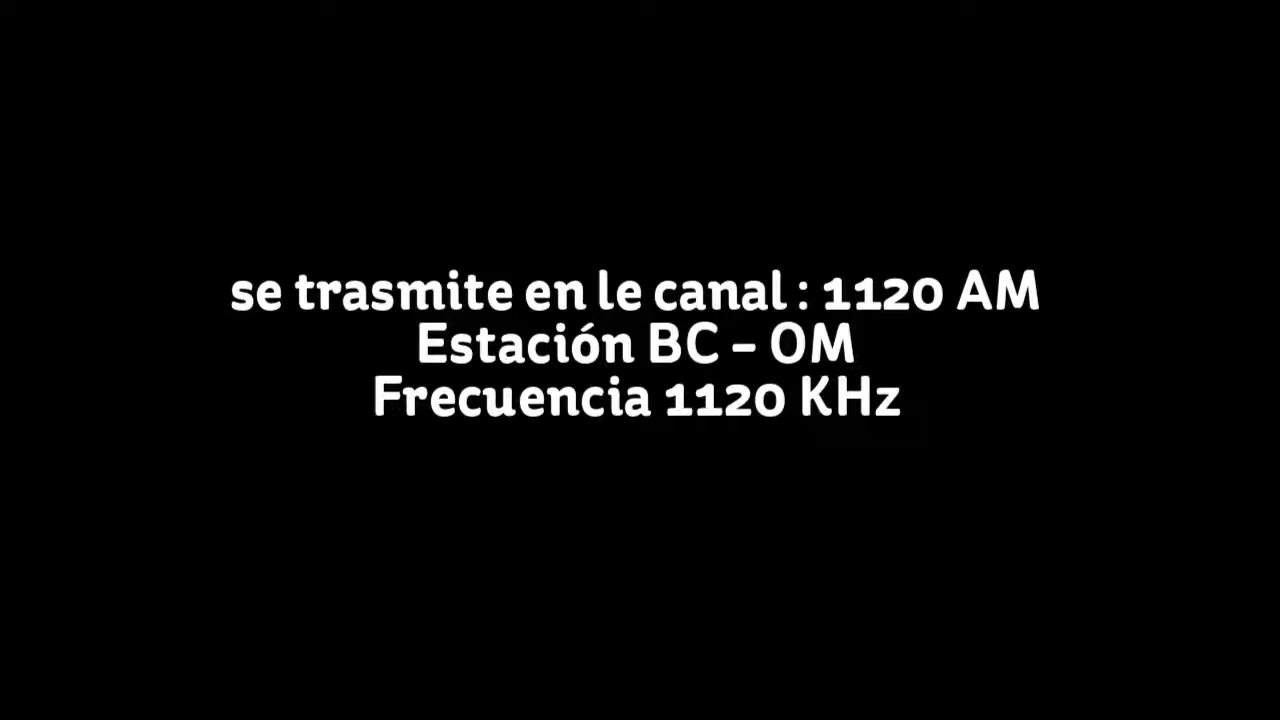 se trasmite en le canal : 1120 AM
Estación BC - OM
Frecuencia 1120 KHz